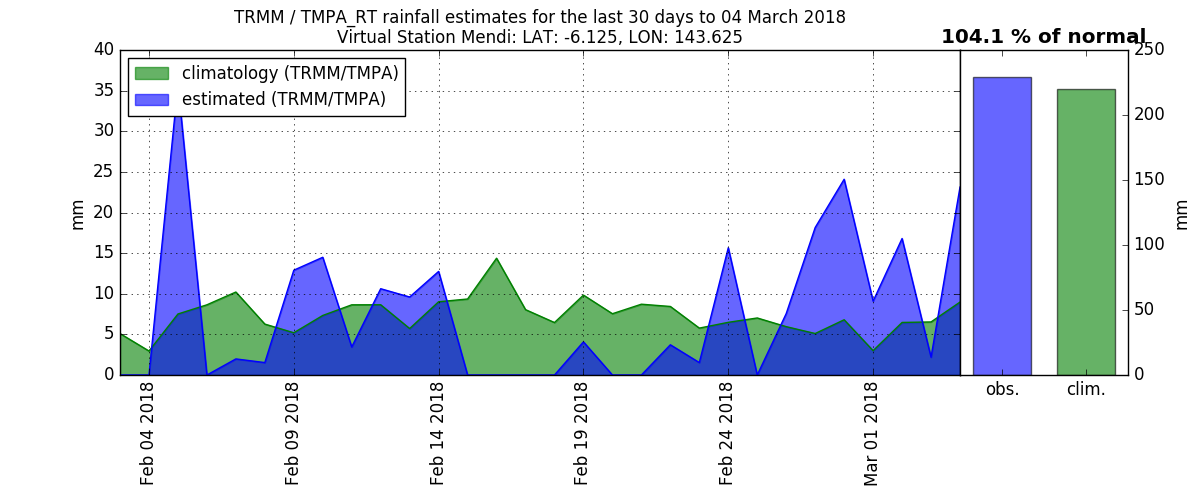 TRMM / TMPA_RT rainfall estimates for the last 30 days to 04 March 2018
Virtual Station Mendi: LAT: -6.125, LON: 143.625
104.1 % of normal
climatology (TRMM/TMPA)
estimated (TRMM/TMPA)
40
35
30
25
20
15
10
5
0
mm
250
200
150
100
50
0
mm
obs.
clim.
Feb 04 2018
Feb 09 2018
Feb 14 2018
Feb 19 2018
Feb 24 2018
Mar 01 2018